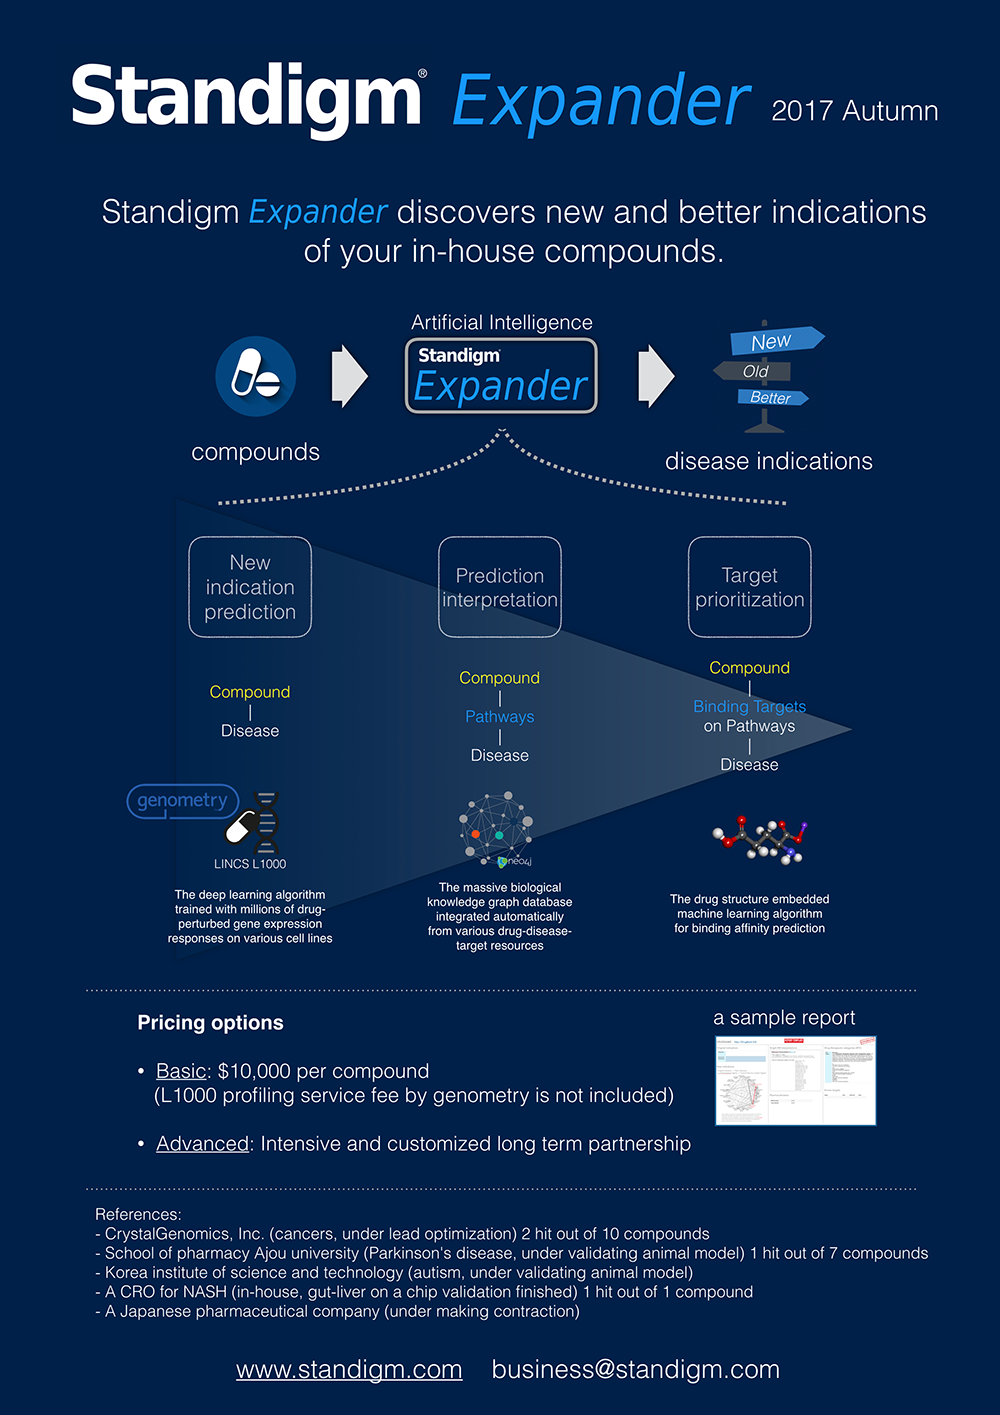 Standigm® Expander 2017 Autumn
Standigm Expander discovers new and better indications
of your in-house compounds.
Artificial Intelligence
Standigm®
Expander
New
Old
Better
compounds
disease indications
New
indication
prediction
Prediction
interpretation
Target
prioritization
Compound
Disease
Compound
Pathways
Disease
Compound
Binding Targets
on Pathways
Disease
genometry
LINCS L1000
neo4j
The deep learning algorithm
trained with millions of drug-
perturbed gene expression
responses on various cell lines
The massive biological
knowledge graph database
integrated automatically
from various drug-disease-
target resources
The drug structure embedded
machine learning algorithm
for binding affinity prediction
Pricing options
• Basic: $10,000 per compound
(L1000 profiling service fee by genometry is not included)
• Advanced: Intensive and customized long term partnership
a sample report
References:
- CrystalGenomics, Inc. (cancers, under lead optimization) 2 hit out of 10 compounds
- School of pharmacy Ajou university (Parkinson's disease, under validating animal model) 1 hit out of 7 compounds
- Korea institute of science and technology (autism, under validating animal model)
- A CRO for NASH (in-house, gut-liver on a chip validation finished) 1 hit out of 1 compound
- A Japanese pharmaceutical company (under making contraction)
www.standigm.com business@standigm.com